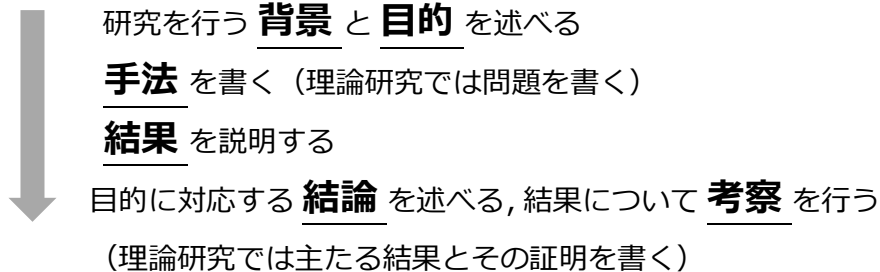 研究を行う 背景 と 目的 を述べる
手法 を書く（理論研究では問題を書く）
結果 を説明する
目的に対応する 結論 を述べる, 結果について 考察 を行う
（理論研究では主たる結果とその証明を書く）